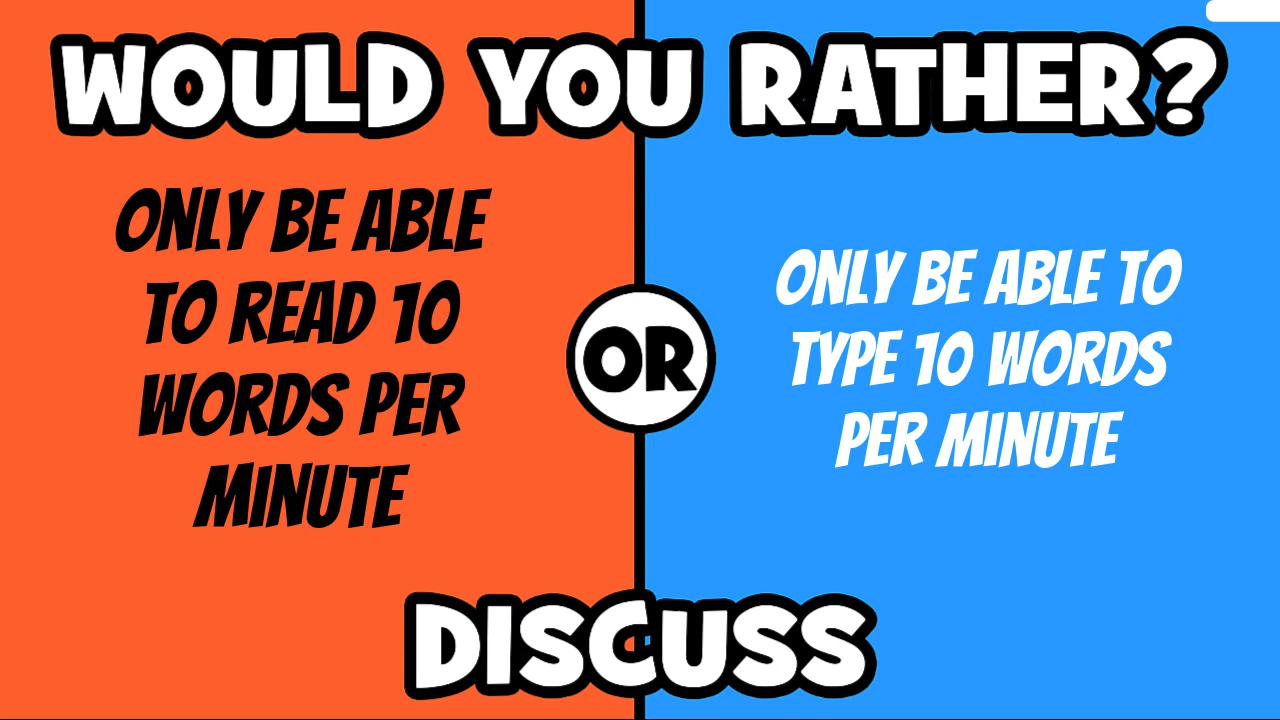 WOULD YOU RATHER?
ONLY BE ABLE
TO READ 10
WORDS PER
MINUTE
OR
ONLY BE ABLE TO
TYPE 10 WORDS
PER MINUTE
DISCUSS